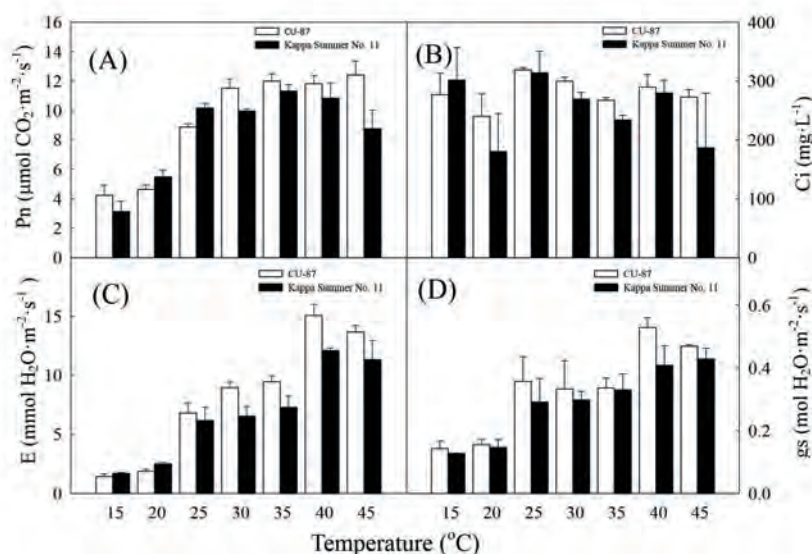 16
14
12
10
8
6
4
2
0
Pn (μmol CO₂·m⁻²·s⁻¹)
(A)
CU-87
Kappa Summer No. 11
(B)
CU-87
Kappa Summer No. 11
400
300
200
100
0
Ci (mg·L⁻¹)
15
10
5
0
E (mmol H₂O·m⁻²·s⁻¹)
(C)
CU-87
Kappa Summer No. 11
(D)
CU-87
Kappa Summer No. 11
0.6
0.4
0.2
0.0
gs (mol H₂O·m⁻²·s⁻¹)
15 20 25 30 35 40 45 15 20 25 30 35 40 45
Temperature (°C)